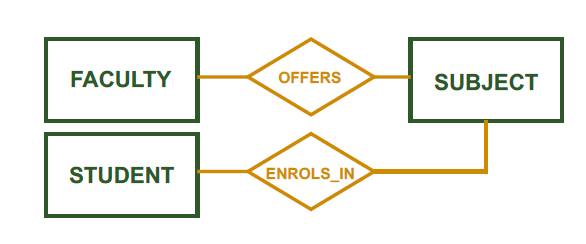 FACULTY
OFFERS
SUBJECT
STUDENT
ENROLS_IN